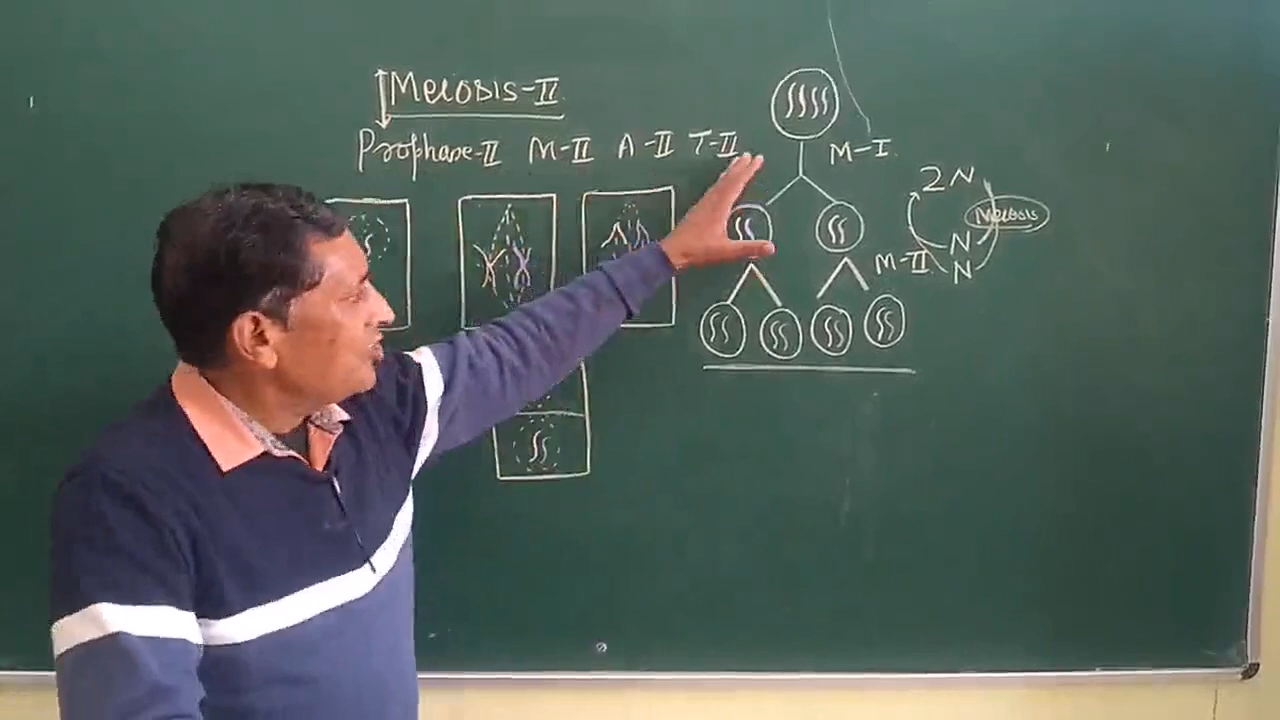 Meiosis-II
Prophase-II M-II A-II T-II
M-I
2N
Meiosis
N
M-II
N